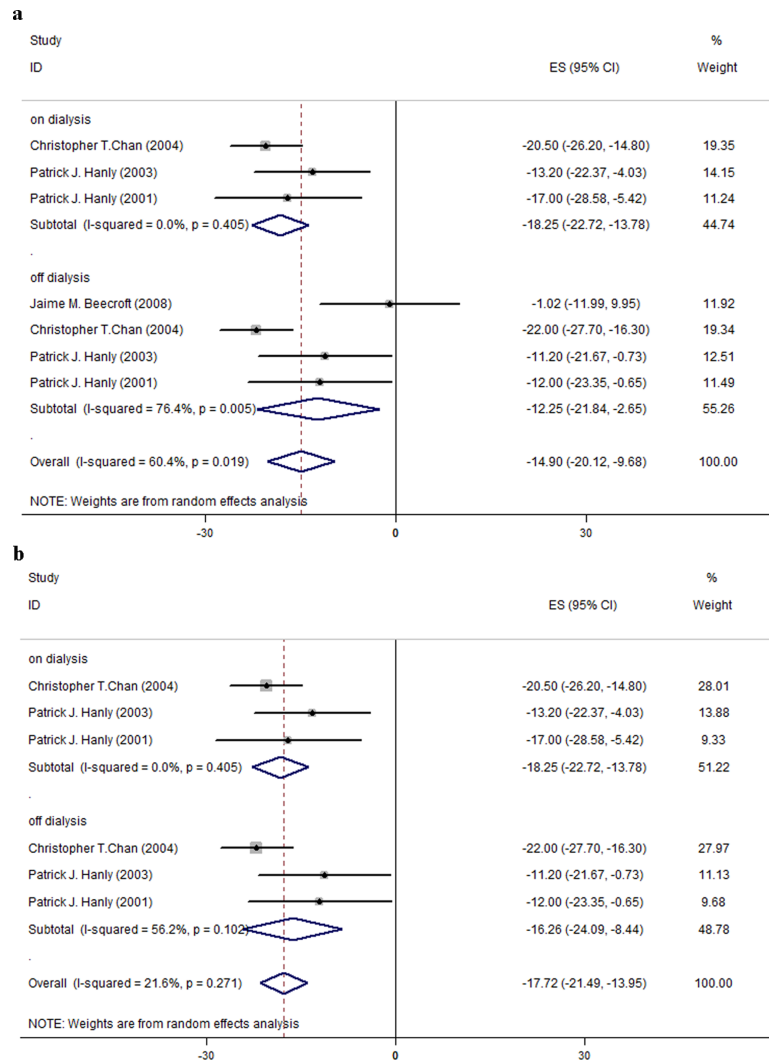 a
Study %
ID ES (95% CI) Weight
on dialysis
Christopher T.Chan (2004) -20.50 (-26.20, -14.80) 19.35
Patrick J. Hanly (2003) -13.20 (-22.37, -4.03) 14.15
Patrick J. Hanly (2001) -17.00 (-28.58, -5.42) 11.24
Subtotal (I-squared = 0.0%, p = 0.405) -18.25 (-22.72, -13.78) 44.74
.
off dialysis
Jaime M. Beecroft (2008) -1.02 (-11.99, 9.95) 11.92
Christopher T.Chan (2004) -22.00 (-27.70, -16.30) 19.34
Patrick J. Hanly (2003) -11.20 (-21.67, -0.73) 12.51
Patrick J. Hanly (2001) -12.00 (-23.35, -0.65) 11.49
Subtotal (I-squared = 76.4%, p = 0.005) -12.25 (-21.84, -2.65) 55.26
.
Overall (I-squared = 60.4%, p = 0.019) -14.90 (-20.12, -9.68) 100.00
NOTE: Weights are from random effects analysis
-30 0 30
b
Study %
ID ES (95% CI) Weight
on dialysis
Christopher T.Chan (2004) -20.50 (-26.20, -14.80) 28.01
Patrick J. Hanly (2003) -13.20 (-22.37, -4.03) 13.88
Patrick J. Hanly (2001) -17.00 (-28.58, -5.42) 9.33
Subtotal (I-squared = 0.0%, p = 0.405) -18.25 (-22.72, -13.78) 51.22
.
off dialysis
Christopher T.Chan (2004) -22.00 (-27.70, -16.30) 27.97
Patrick J. Hanly (2003) -11.20 (-21.67, -0.73) 11.13
Patrick J. Hanly (2001) -12.00 (-23.35, -0.65) 9.68
Subtotal (I-squared = 56.2%, p = 0.102) -16.26 (-24.09, -8.44) 48.78
.
Overall (I-squared = 21.6%, p = 0.271) -17.72 (-21.49, -13.95) 100.00
NOTE: Weights are from random effects analysis
-30 0 30